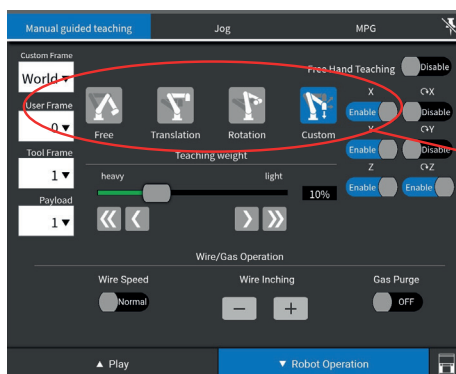 Manual guided teaching Jog MPG
Custom Frame
World ▼
Free Hand Teaching Disable
User Frame
0 ▼
X ↷X
Enable Disable
Free Translation Rotation Custom
Y ↷Y
Enable Disable
Tool Frame
1 ▼
Teaching weight
Z ↷Z
heavy light
10%
Enable Enable
Payload
1 ▼
Wire/Gas Operation
Wire Speed Wire Inching Gas Purge
Normal − + OFF
▲ Play ▼ Robot Operation